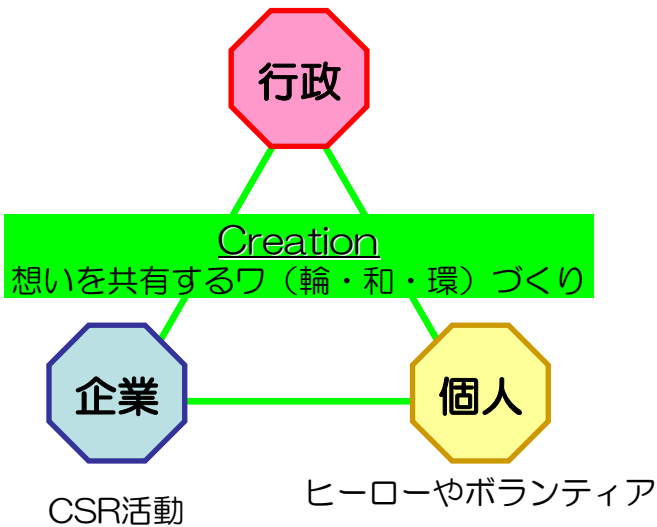 行政
Creation
想いを共有するワ（輪・和・環）づくり
企業
個人
CSR活動
ヒーローやボランティア